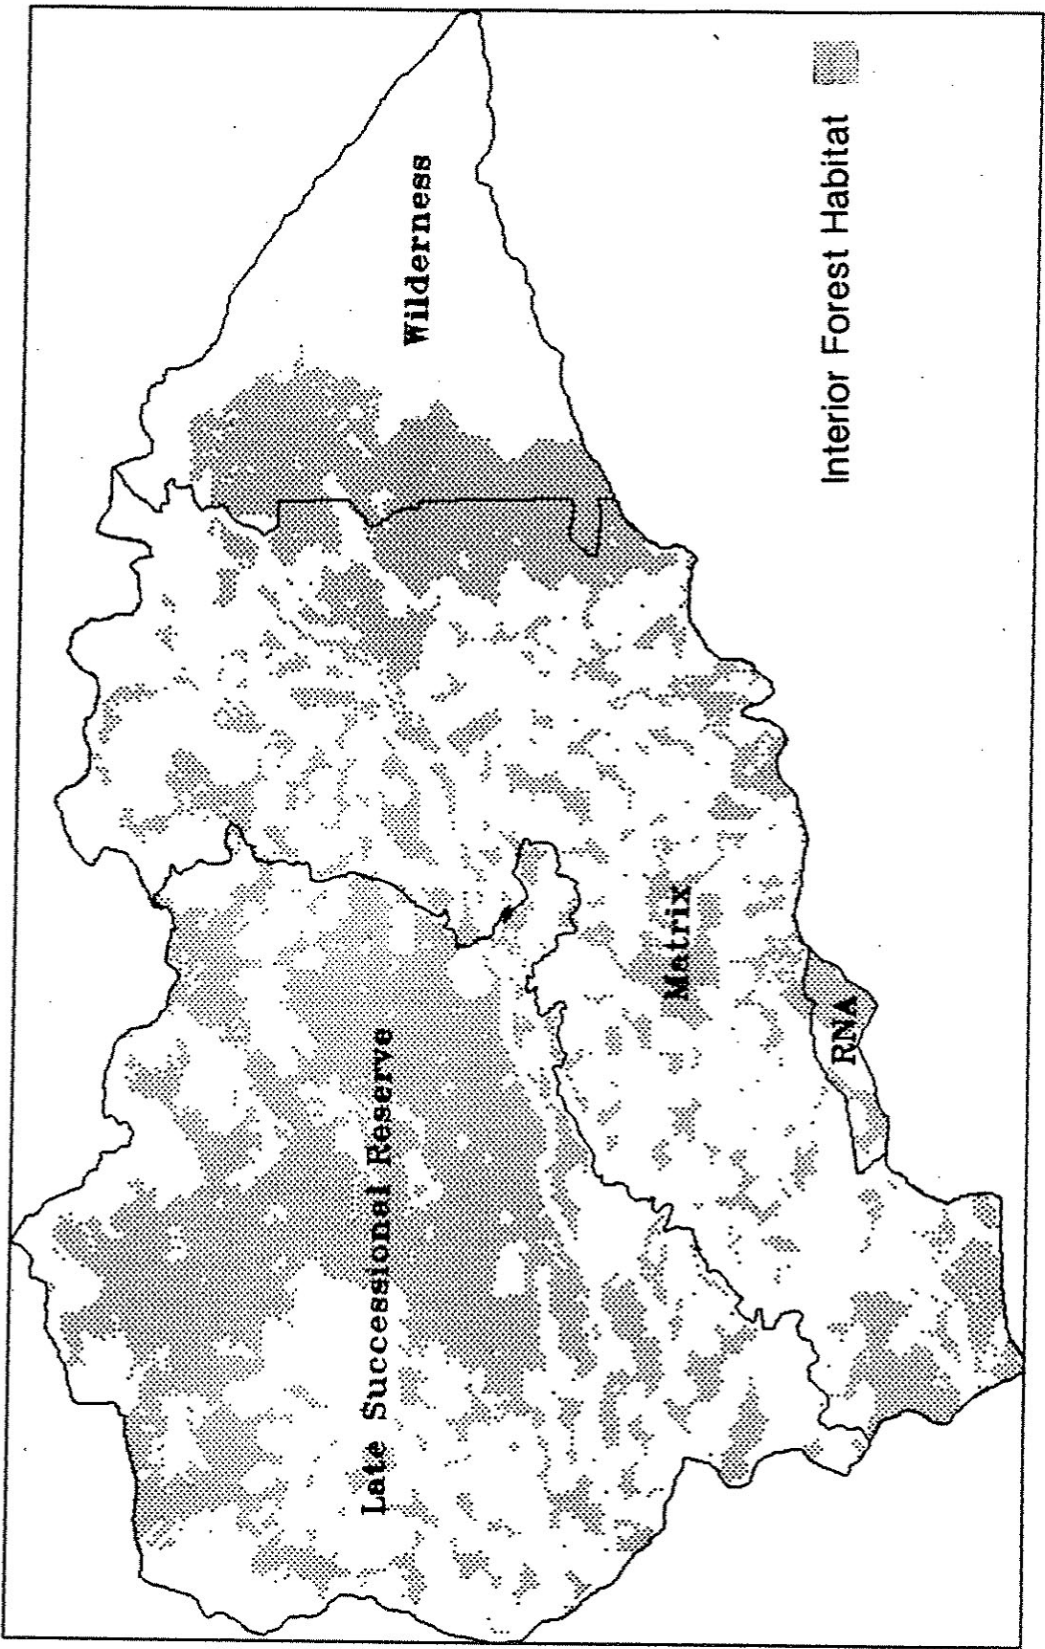 Wilderness
Late Successional Reserve
Matrix
RNA
Interior Forest Habitat